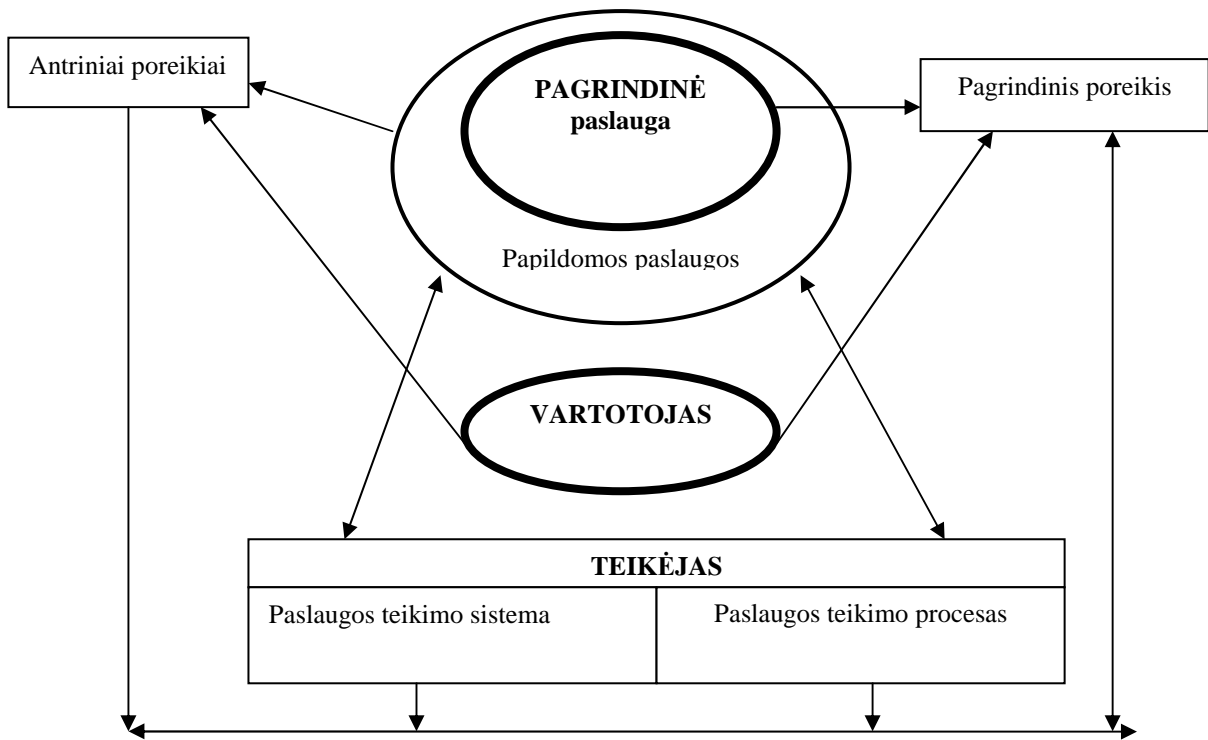 Antriniai poreikiai
PAGRINDINĖ
paslauga
Pagrindinis poreikis
Papildomos paslaugos
VARTOTOJAS
TEIKĖJAS
Paslaugos teikimo sistema
Paslaugos teikimo procesas